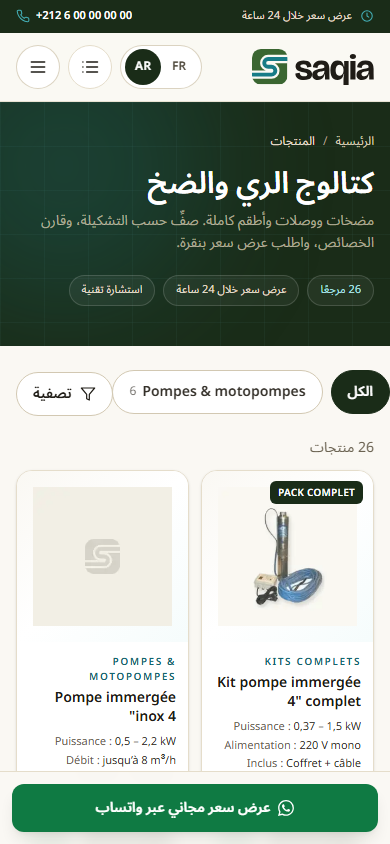 عرض سعر خلال 24 ساعة
+212 6 00 00 00 00
saqia
AR FR
الرئيسية / المنتجات
كتالوج الري والضخ
مضخات ووصلات وأطقم كاملة. صفّ حسب التشكيلة، وقارن
الخصائص، واطلب عرض سعر بنقرة.
26 مرجعًا
عرض سعر خلال 24 ساعة
استشارة تقنية
الكل
Pompes & motopompes 6
تصفية
26 منتجات
PACK COMPLET
KITS COMPLETS
Kit pompe immergée
4" complet
Puissance : 0,37 – 1,5 kW
Alimentation : 220 V mono
Inclus : Coffret + câble
POMPES &
MOTOPOMPES
Pompe immergée
"inox 4
Puissance : 0,5 – 2,2 kW
Débit : jusqu'à 8 m³/h
عرض سعر مجاني عبر واتساب